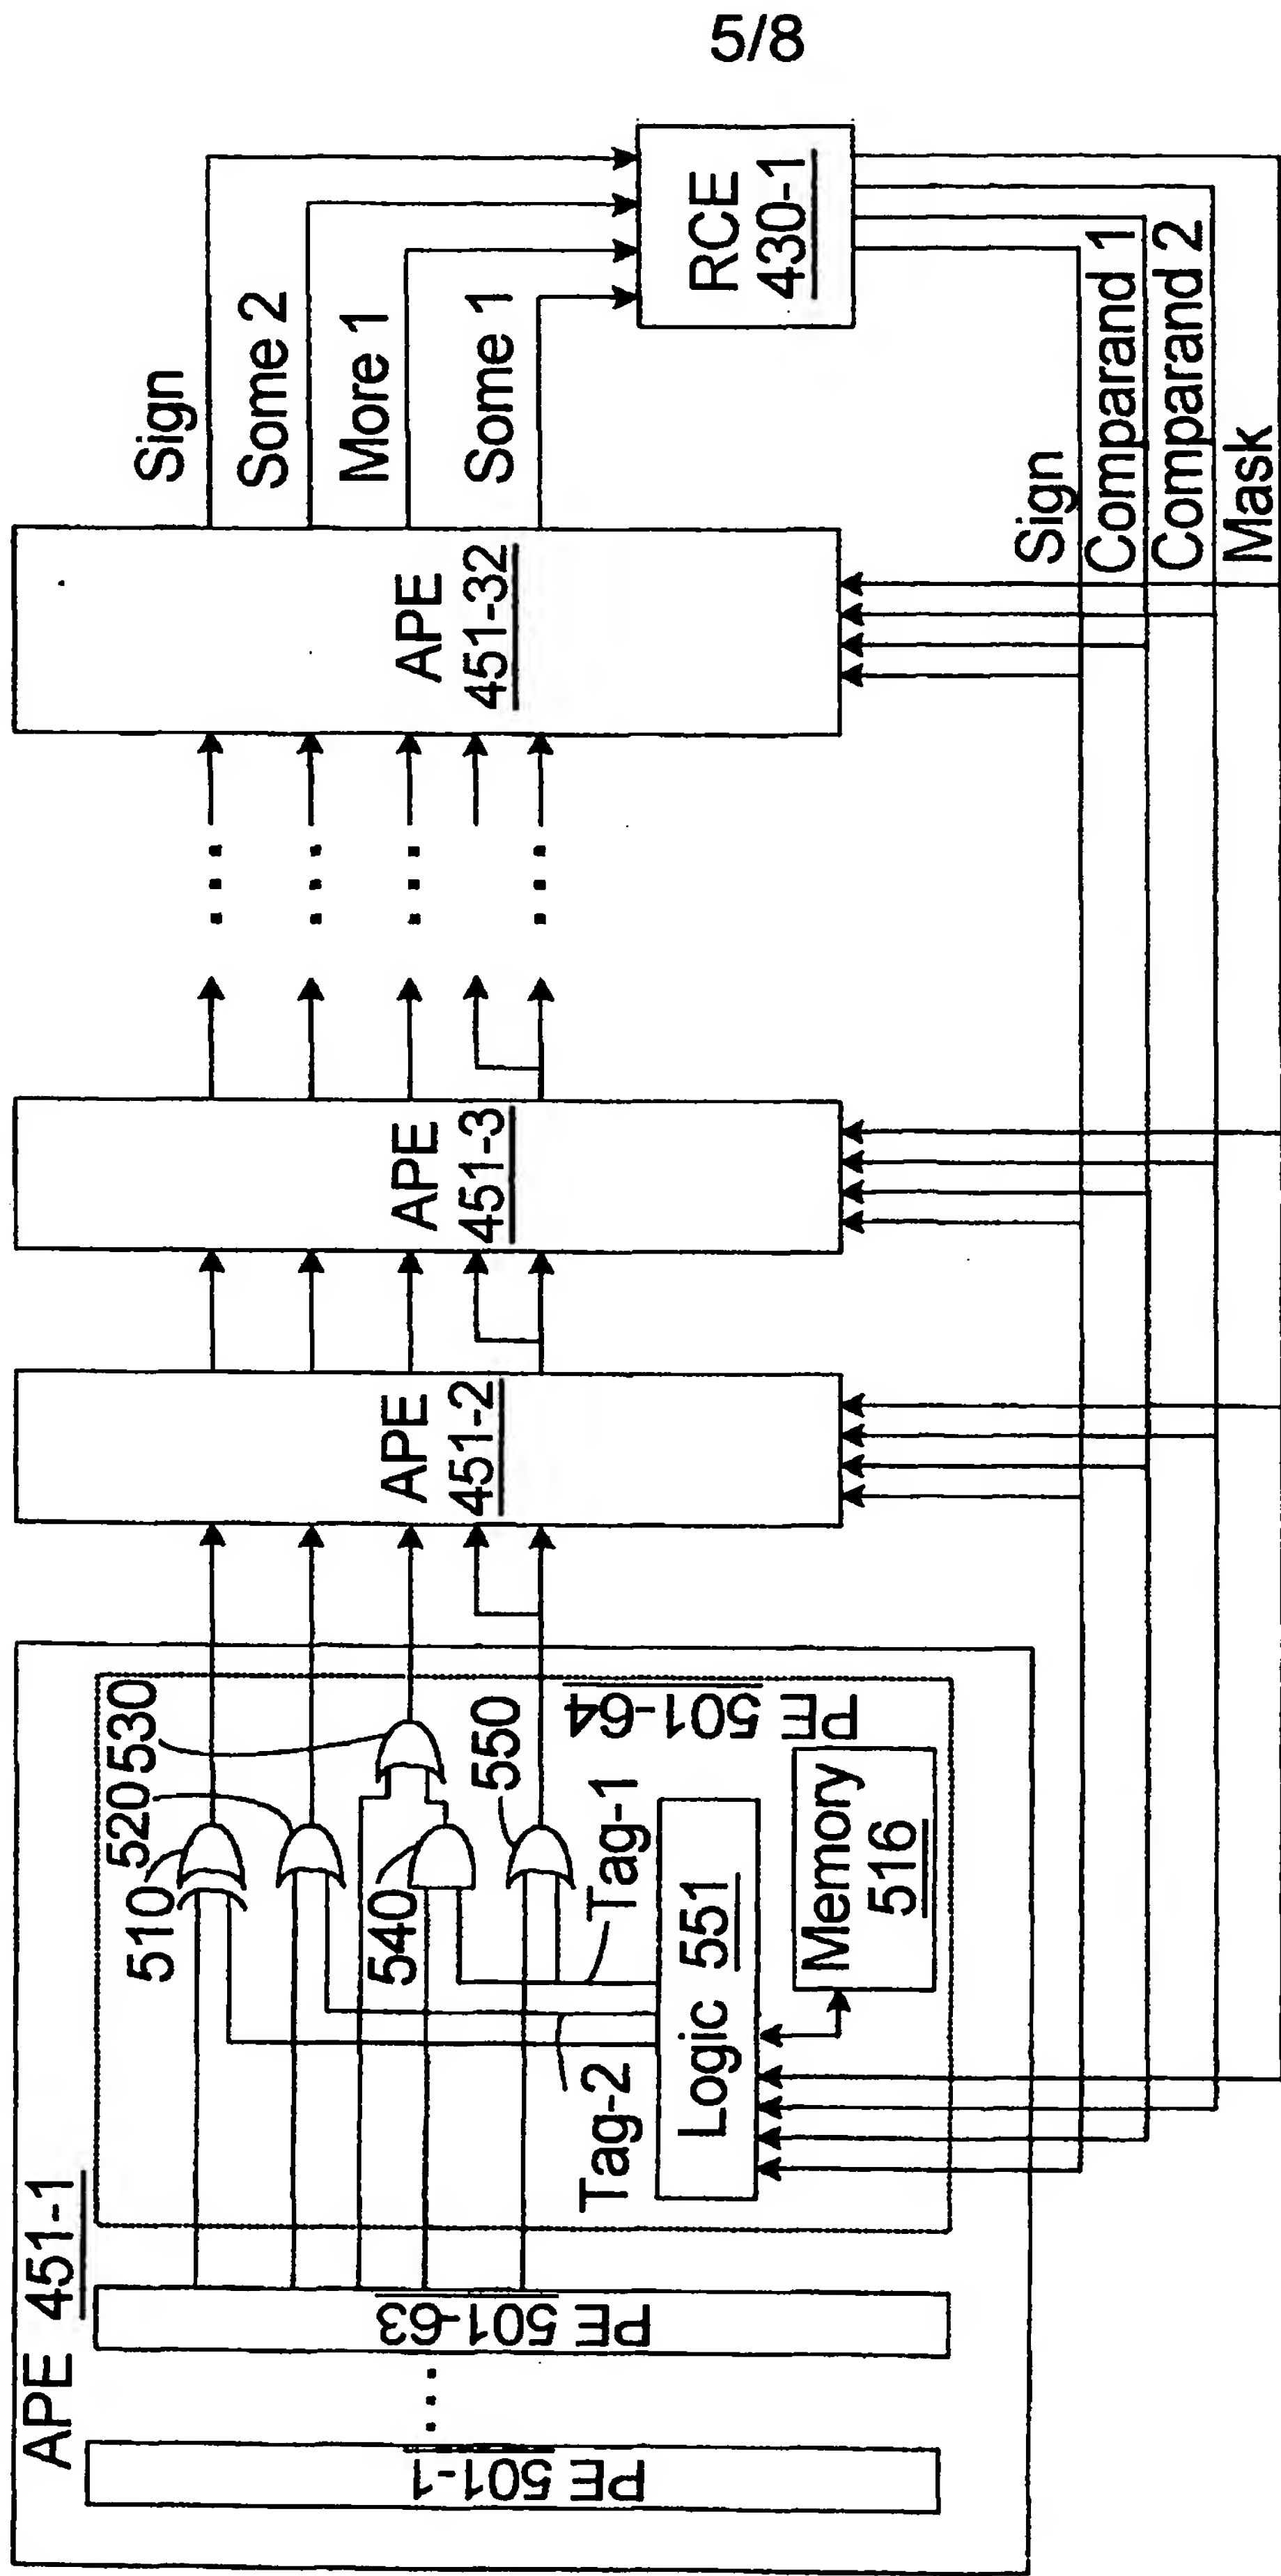 5/8
APE 451-1
PE 501-1
PE 501-63
PE 501-64
510
520
530
540
550
Tag-1
Tag-2
Logic 551
Memory
516
APE
451-2
APE
451-3
APE
451-32
Sign
Some 2
More 1
Some 1
RCE
430-1
Sign
Comparand 1
Comparand 2
Mask